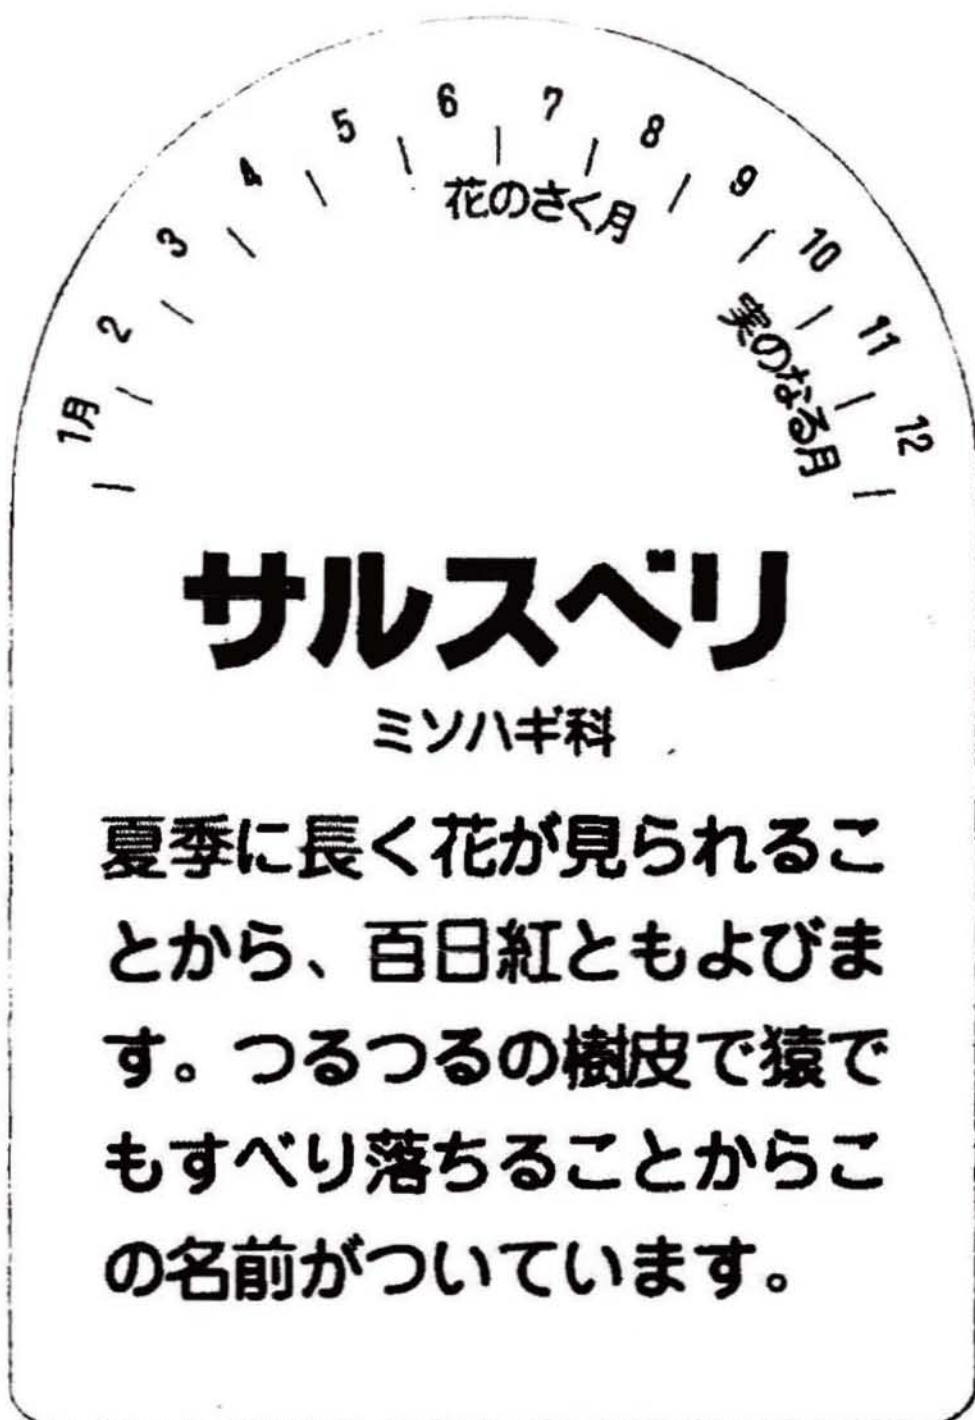 1月 2 3 4 5 6 7 8 9 10 11 12
花のさく月
実のなる月
サルスベリ
ミソハギ科
夏季に長く花が見られるこ
とから、百日紅ともよびま
す。つるつるの樹皮で猿で
もすべり落ちることからこ
の名前がついています。